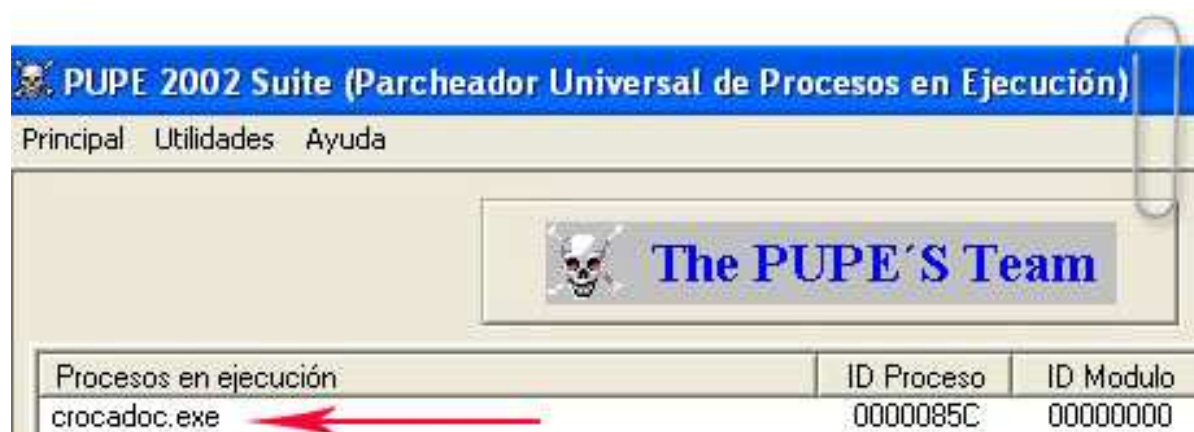 PUPE 2002 Suite (Parcheador Universal de Procesos en Ejecución)
Principal Utilidades Ayuda
The PUPE´S Team
Procesos en ejecución ID Proceso ID Modulo
crocadoc.exe 0000085C 00000000